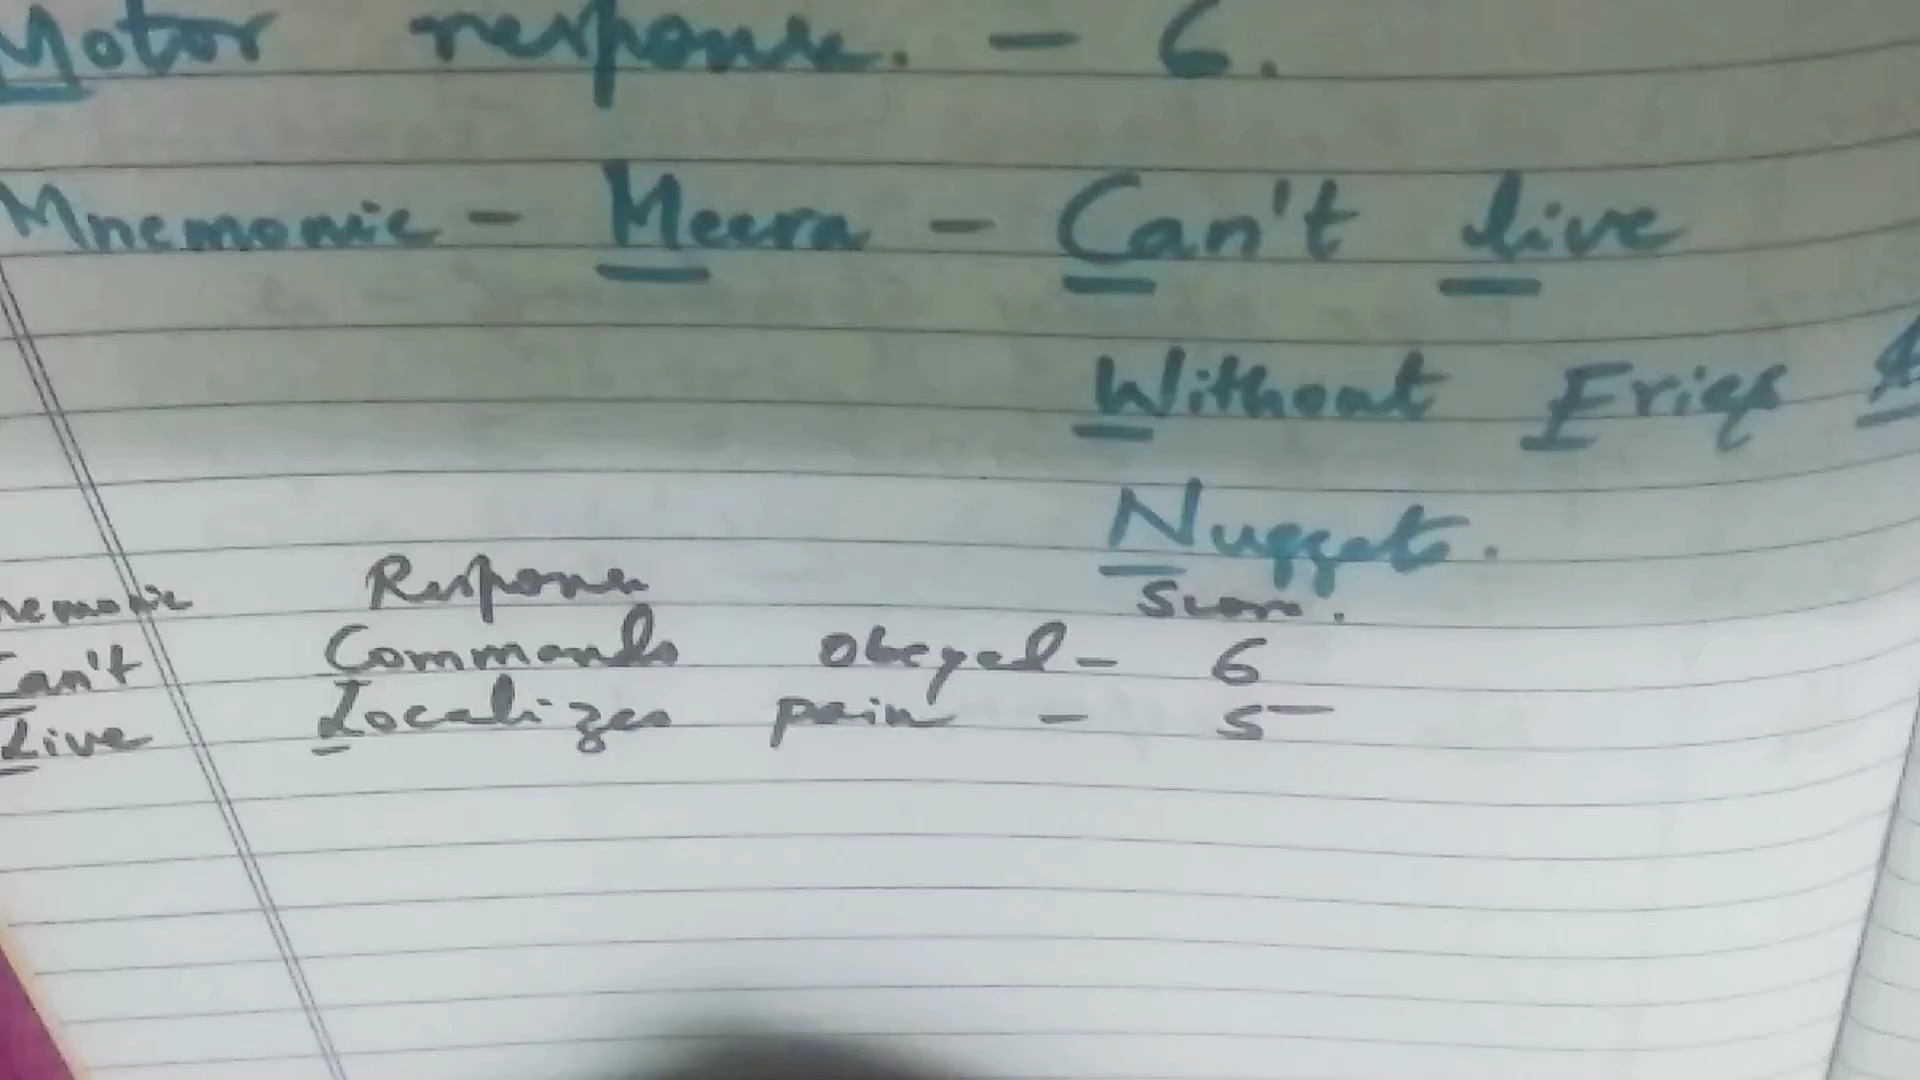 Motor response. - 6.
Mnemonic - Meera - Can't live
Without Fries &
Nuggets.
Response Score.
Can't Commands obeyed - 6
Live Localizes pain - 5